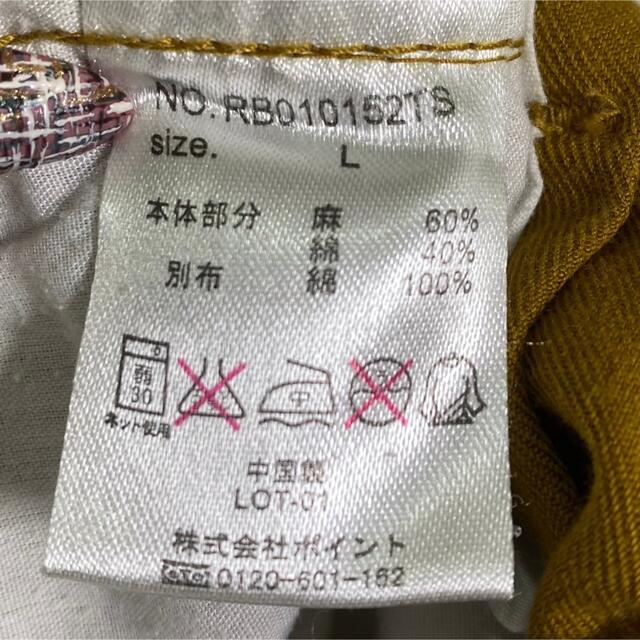 NO.RB010152TS
size. L
本体部分 麻 60%
綿 40%
別布 綿 100%
弱
30
ネット使用
中
中国製
LOT-01
株式会社ポイント
0120-601-162